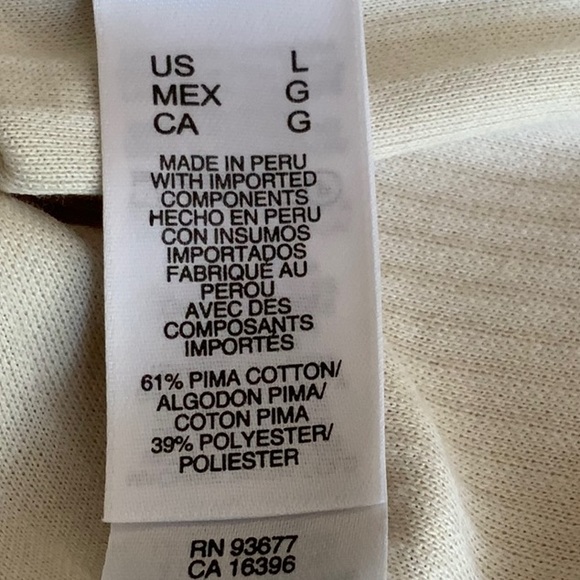 US L
MEX G
CA G
MADE IN PERU
WITH IMPORTED
COMPONENTS
HECHO EN PERU
CON INSUMOS
IMPORTADOS
FABRIQUÉ AU
PEROU
AVEC DES
COMPOSANTS
IMPORTÉS
61% PIMA COTTON/
ALGODON PIMA/
COTON PIMA
39% POLYESTER/
POLIESTER
RN 93677
CA 16396